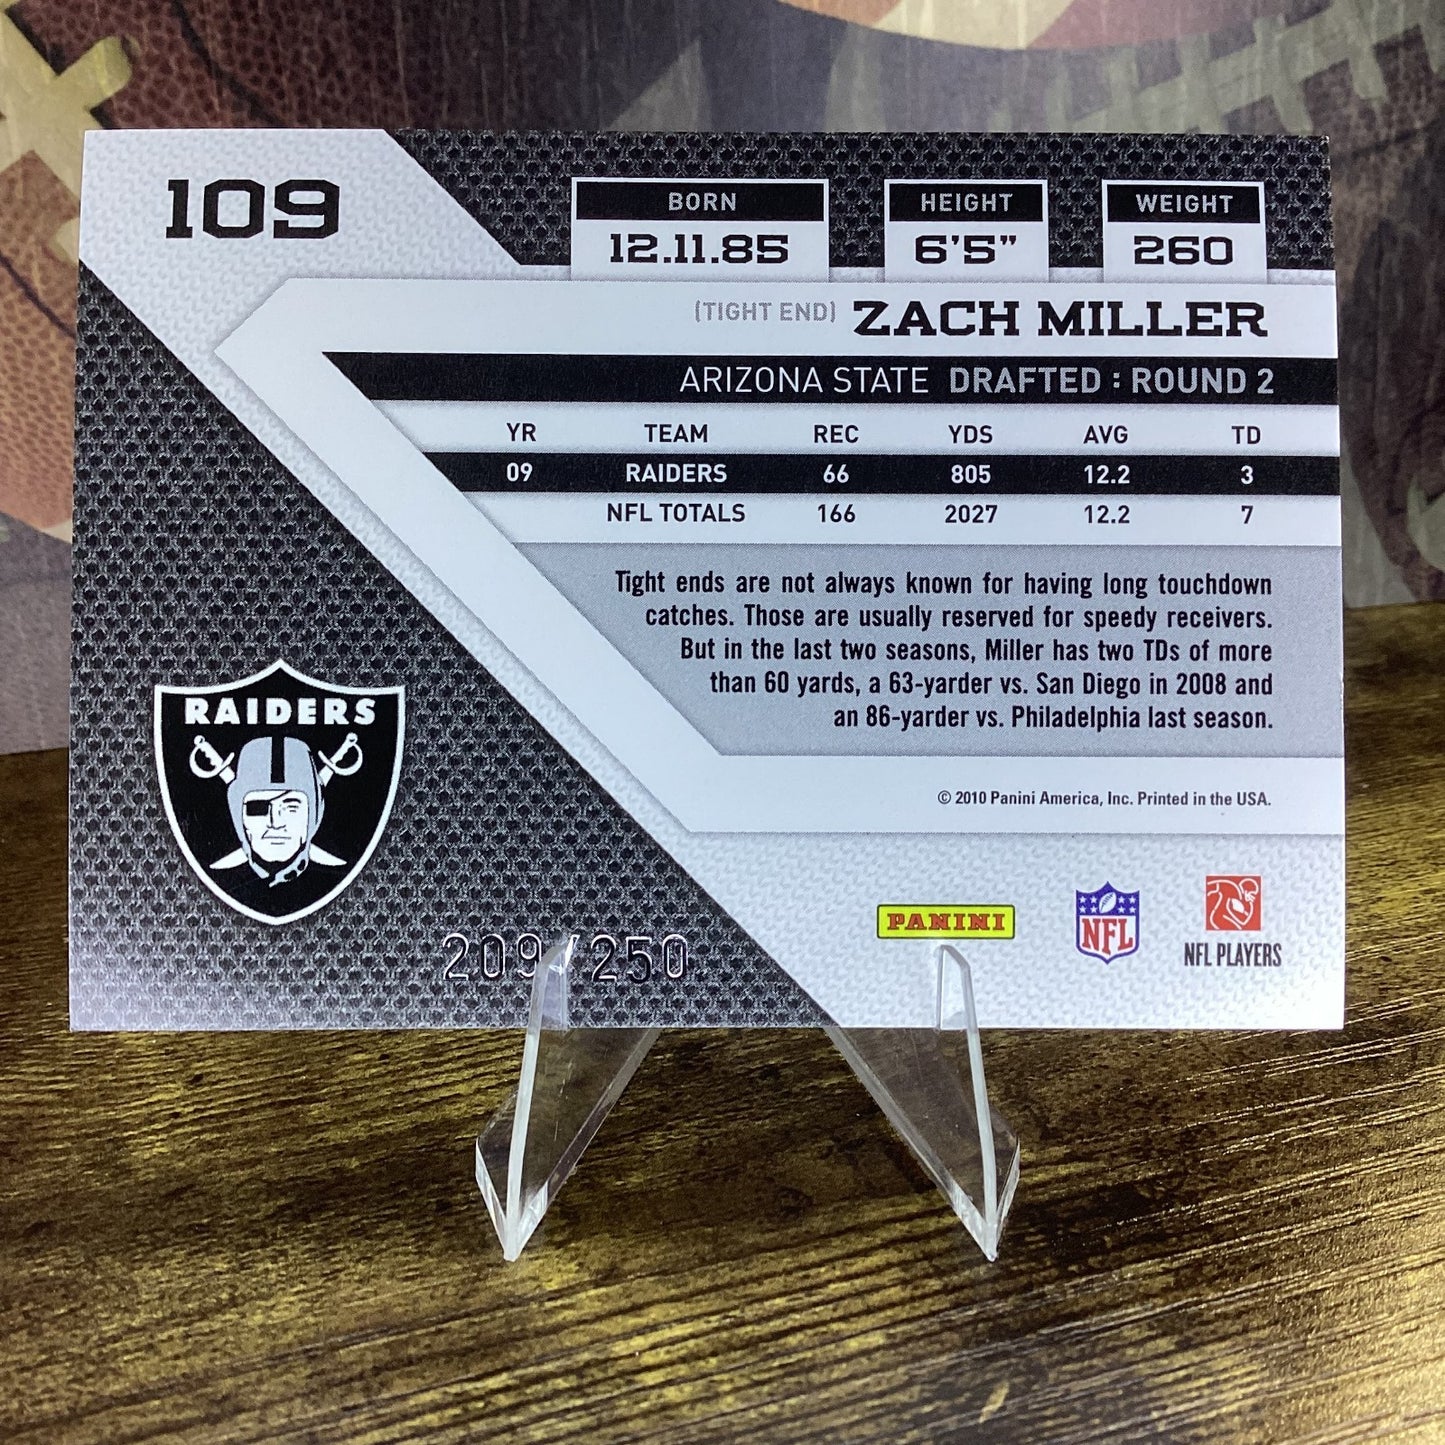 109
BORN
12.11.85
HEIGHT
6'5"
WEIGHT
260
(TIGHT END) ZACH MILLER
ARIZONA STATE DRAFTED : ROUND 2
YR TEAM REC YDS AVG TD
09 RAIDERS 66 805 12.2 3
NFL TOTALS 166 2027 12.2 7
Tight ends are not always known for having long touchdown
catches. Those are usually reserved for speedy receivers.
But in the last two seasons, Miller has two TDs of more
than 60 yards, a 63-yarder vs. San Diego in 2008 and
an 86-yarder vs. Philadelphia last season.
© 2010 Panini America, Inc. Printed in the USA.
RAIDERS
209/250
PANINI
NFL
NFL PLAYERS